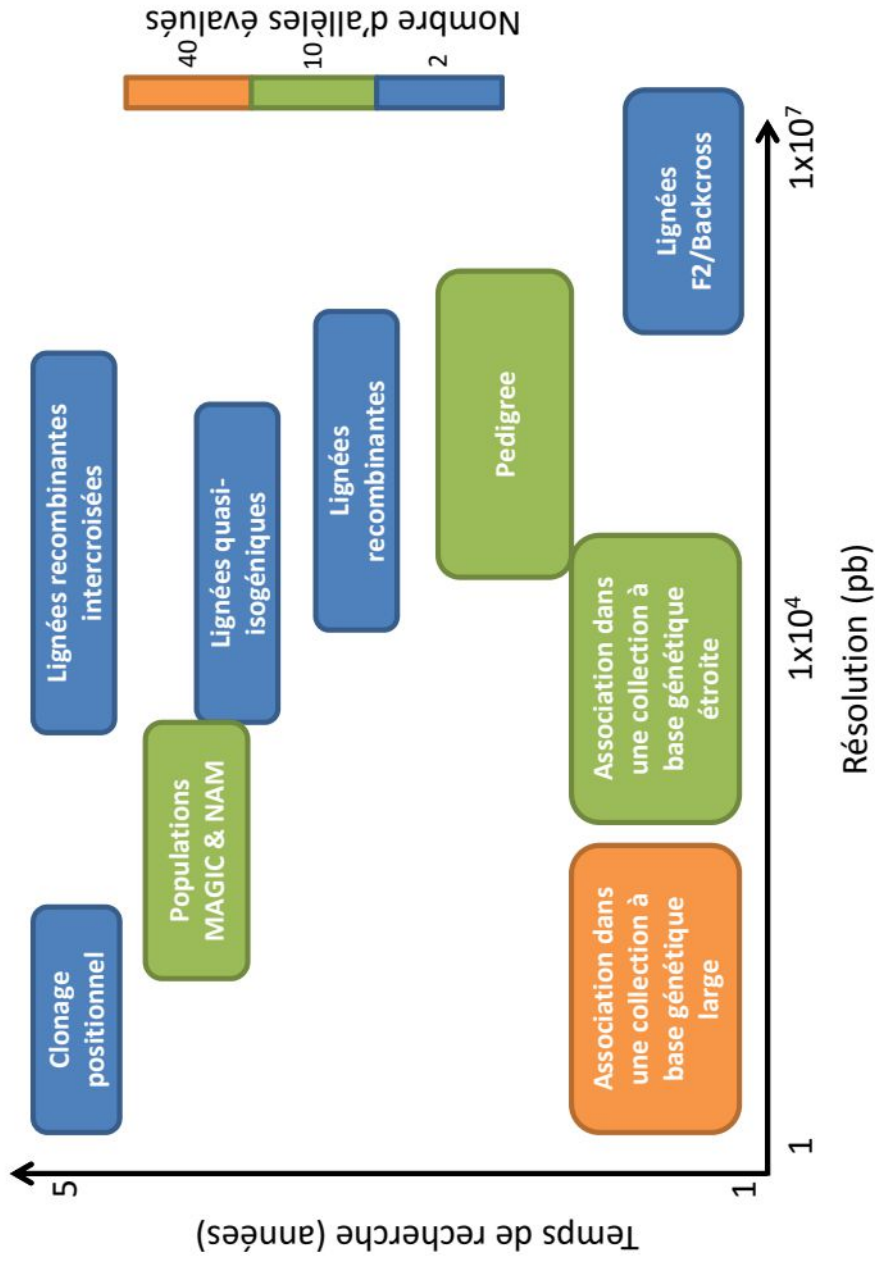 Nombre d'allèles évalués
40
10
2
Temps de recherche (années)
5
1
Clonage
positionnel
Lignées recombinantes
intercroisées
Populations
MAGIC & NAM
Lignées quasi-
isogéniques
Lignées
recombinantes
Pedigree
Association dans
une collection à
base génétique
large
Association dans
une collection à
base génétique
étroite
Lignées
F2/Backcross
1
1x10⁴
1x10⁷
Résolution (pb)